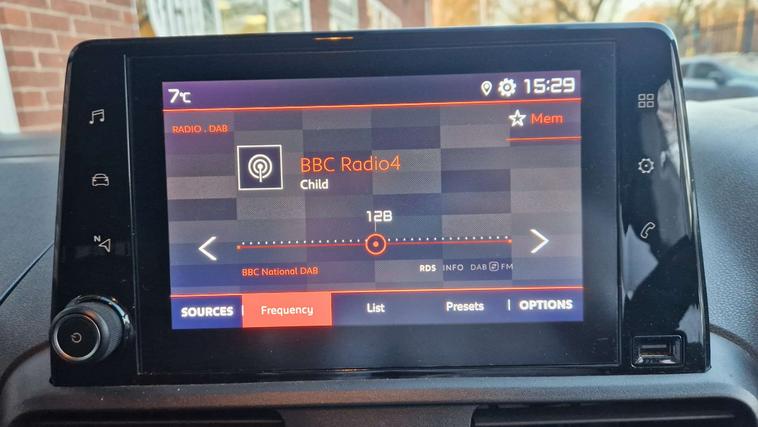 7°C
15:29
RADIO . DAB
Mem
BBC Radio4
Child
12B
BBC National DAB
RDS INFO DAB FM
SOURCES Frequency List Presets OPTIONS
N